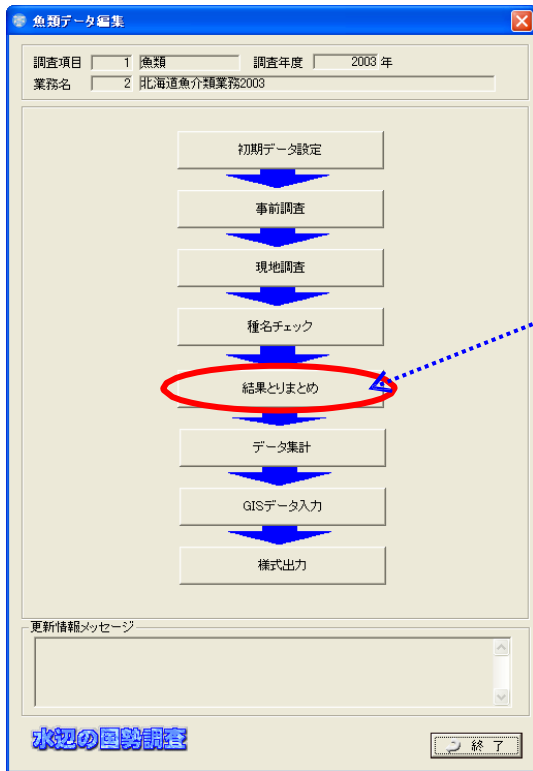 魚類データ編集
調査項目 1 魚類 調査年度 2003 年
業務名 2 北海道魚介類業務2003
初期データ設定
事前調査
現地調査
種名チェック
結果とりまとめ
データ集計
GISデータ入力
様式出力
更新情報メッセージ
水辺の国勢調査
終 了